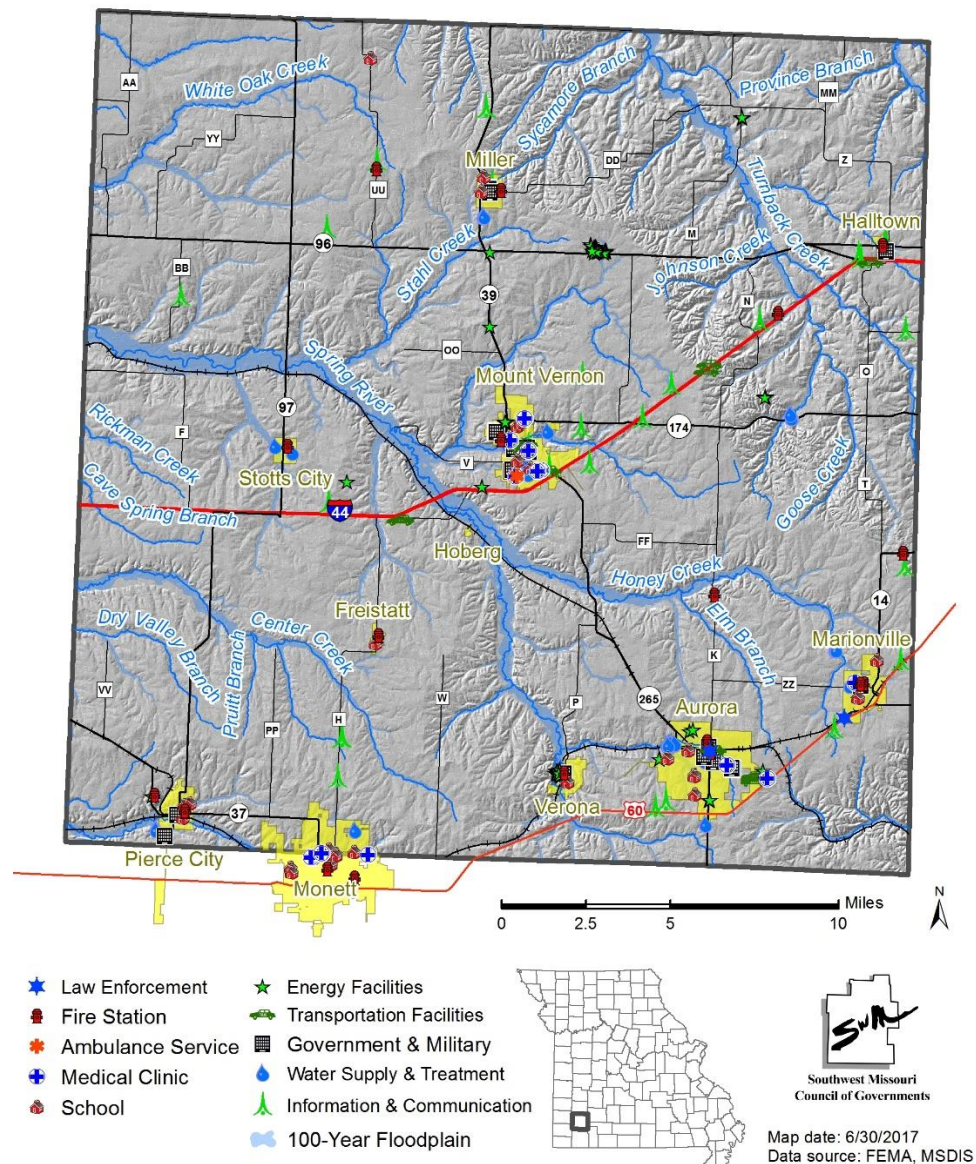 AA
White Oak Creek
YY
UU
Sycamore Branch
Province Branch
MM
DD
Z
Miller
Turnback Creek
Halltown
M
96
Stahl Creek
Johnson Creek
BB
39
N
OO
Spring River
Mount Vernon
O
97
174
Rickman Creek
F
V
Stotts City
Cave Spring Branch
44
Goose Creek
T
Hoberg
FF
Honey Creek
Freistatt
Elm Branch
14
Dry Valley Branch
Pruitt Branch
Center Creek
Marionville
VV
PP
H
W
P
K
ZZ
265
Aurora
Verona
60
37
Pierce City
Monett
Miles
0 2.5 5 10
N
Law Enforcement
Fire Station
Ambulance Service
Medical Clinic
School
Energy Facilities
Transportation Facilities
Government & Military
Water Supply & Treatment
Information & Communication
100-Year Floodplain
SWM
Southwest Missouri
Council of Governments
Map date: 6/30/2017
Data source: FEMA, MSDIS